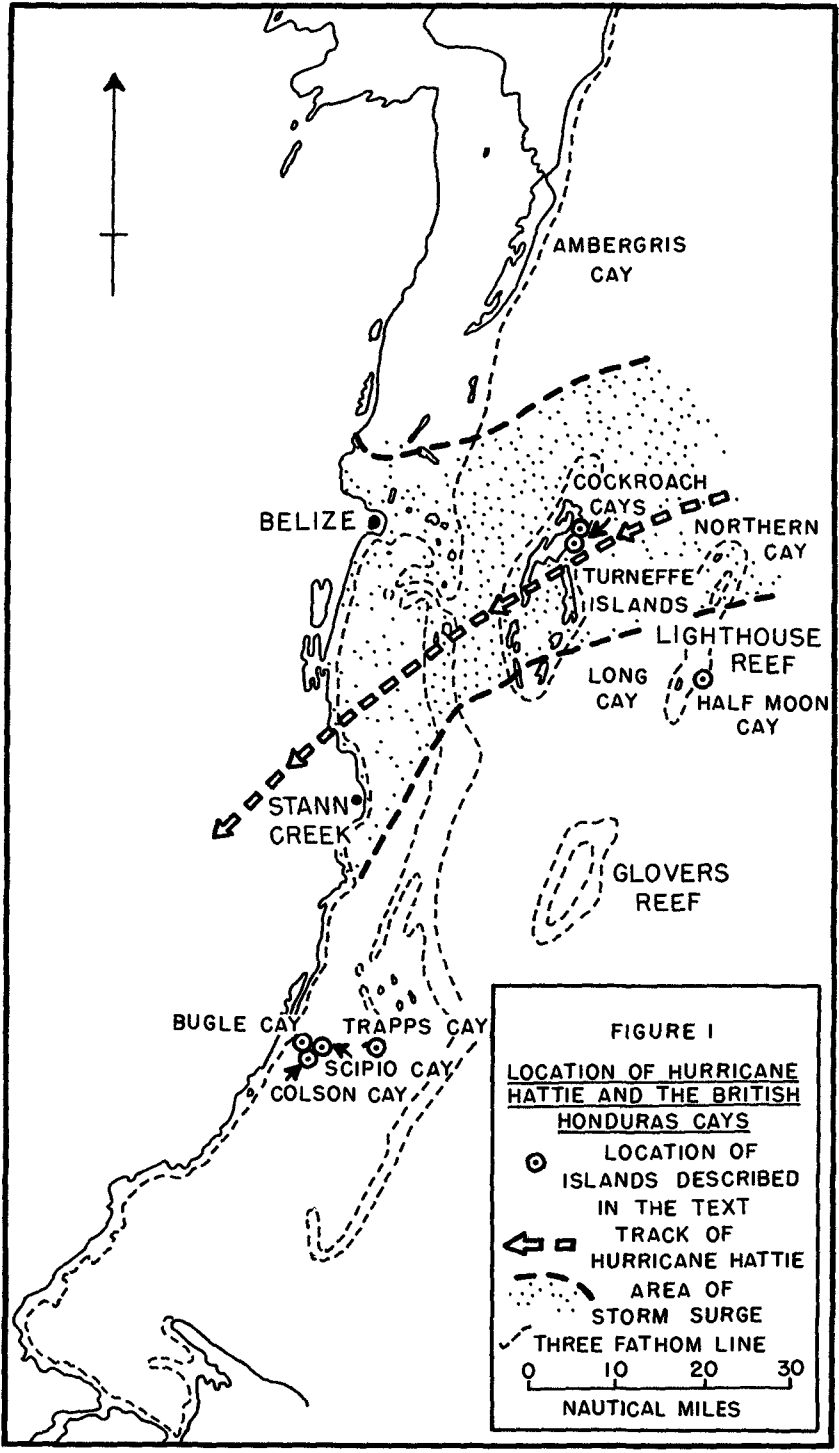 AMBERGRIS
CAY
COCKROACH
CAYS
BELIZE
NORTHERN
CAY
TURNEFFE
ISLANDS
LIGHTHOUSE
REEF
LONG
CAY
HALF MOON
CAY
STANN
CREEK
GLOVERS
REEF
BUGLE CAY
TRAPPS CAY
SCIPIO CAY
COLSON CAY
FIGURE I
LOCATION OF HURRICANE
HATTIE AND THE BRITISH
HONDURAS CAYS
LOCATION OF
ISLANDS DESCRIBED
IN THE TEXT
TRACK OF
HURRICANE HATTIE
AREA OF
STORM SURGE
THREE FATHOM LINE
0 10 20 30
NAUTICAL MILES